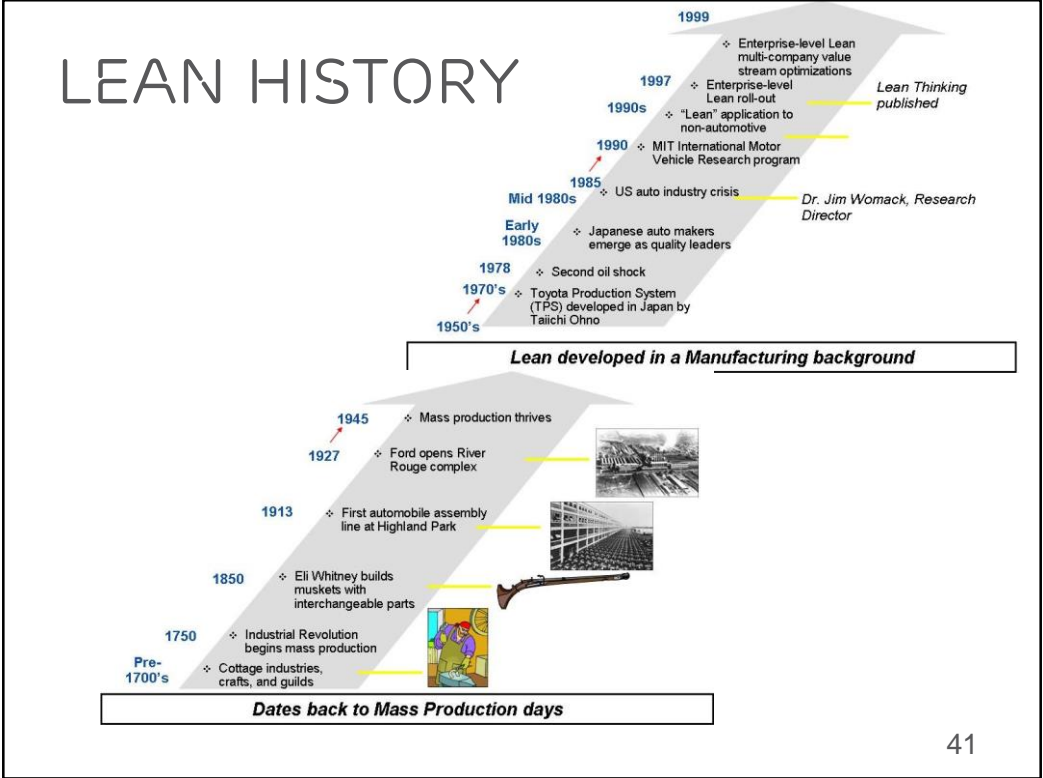 LEAN HISTORY
1999
❖ Enterprise-level Lean
multi-company value
stream optimizations
1997
❖ Enterprise-level
Lean roll-out
Lean Thinking
published
1990s
❖ “Lean” application to
non-automotive
1990
❖ MIT International Motor
Vehicle Research program
1985
Mid 1980s
❖ US auto industry crisis
Dr. Jim Womack, Research
Director
Early
1980s
❖ Japanese auto makers
emerge as quality leaders
1978
❖ Second oil shock
1970's
❖ Toyota Production System
(TPS) developed in Japan by
Taiichi Ohno
1950's
Lean developed in a Manufacturing background
1945
❖ Mass production thrives
1927
❖ Ford opens River
Rouge complex
1913
❖ First automobile assembly
line at Highland Park
1850
❖ Eli Whitney builds
muskets with
interchangeable parts
1750
❖ Industrial Revolution
begins mass production
Pre-
1700's
❖ Cottage industries,
crafts, and guilds
Dates back to Mass Production days
41